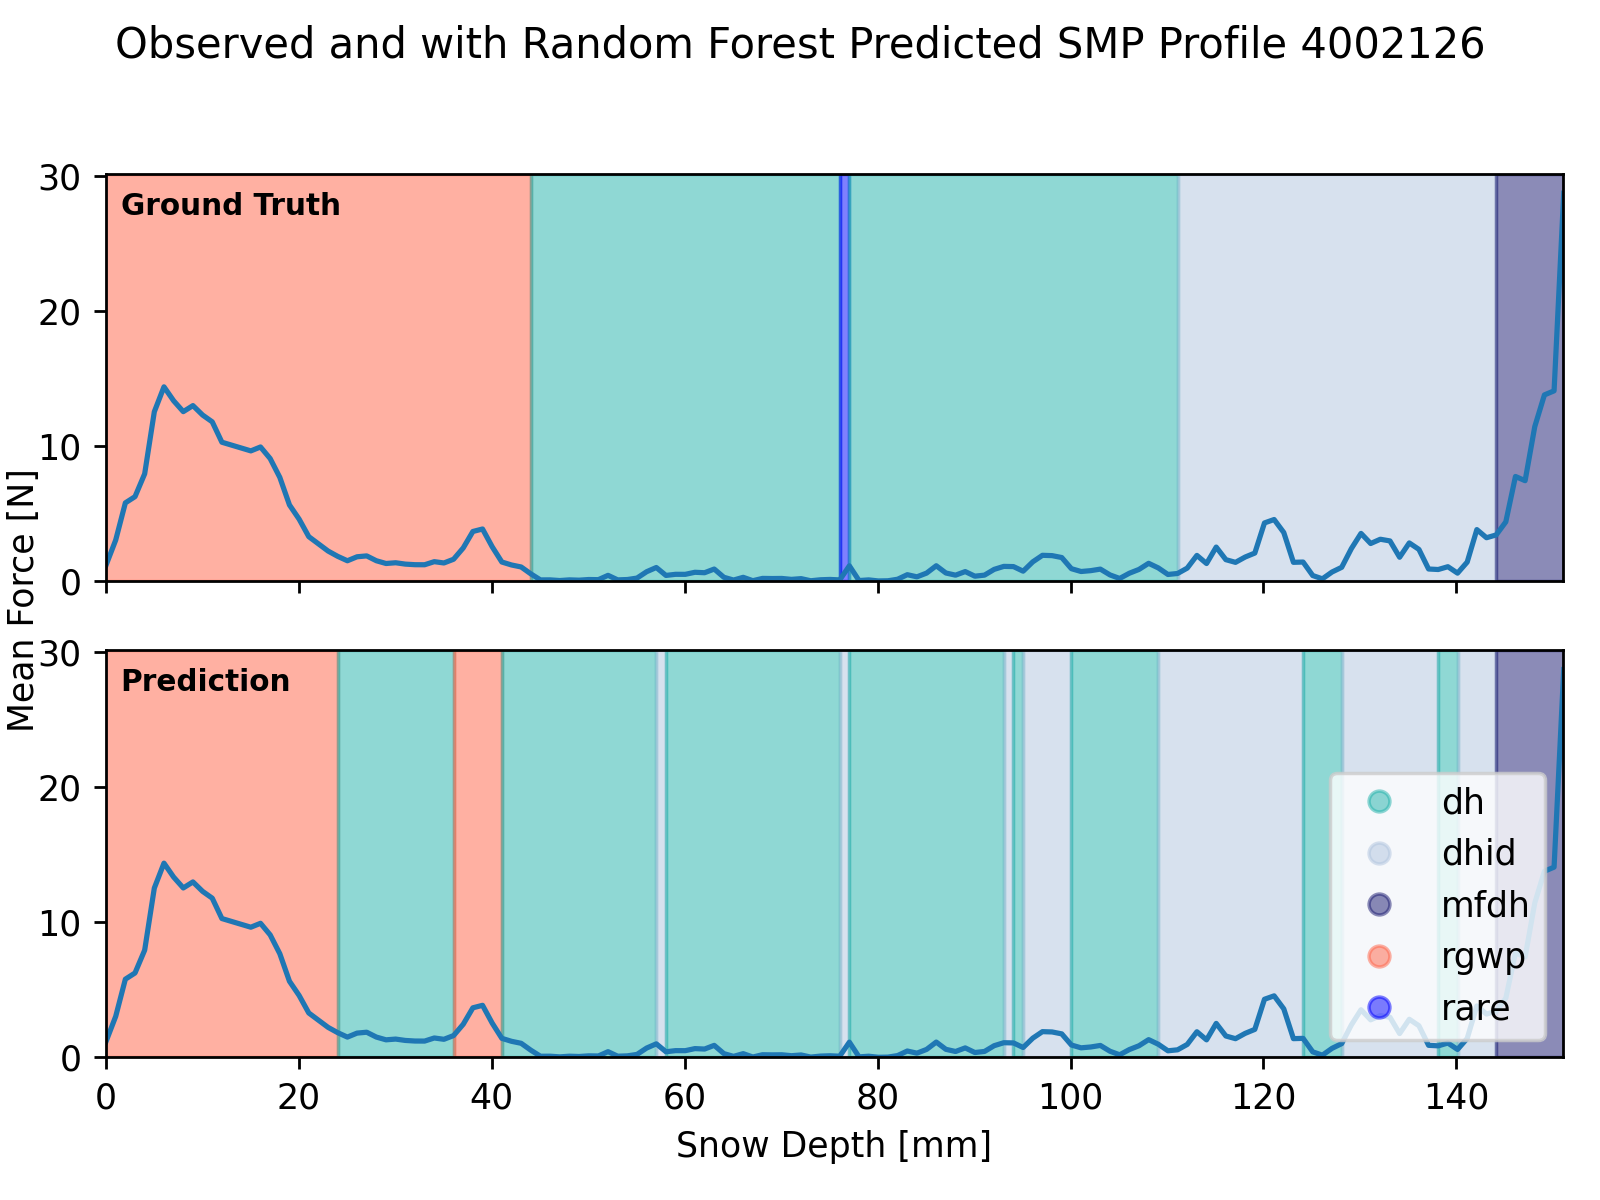 Observed and with Random Forest Predicted SMP Profile 4002126
30
Ground Truth
20
10
0
Mean Force [N]
30
Prediction
20
10
0
dh
dhid
mfdh
rgwp
rare
0 20 40 60 80 100 120 140
Snow Depth [mm]